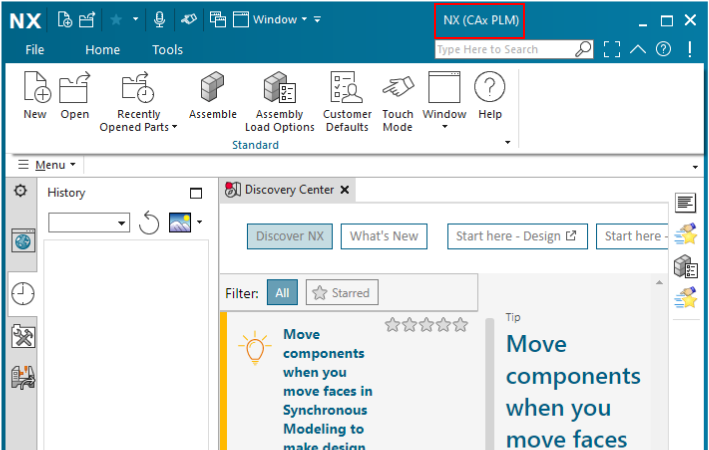 NX
Window
NX (CAx PLM)
File
Home
Tools
Type Here to Search
New
Open
Recently
Opened Parts
Assemble
Assembly
Load Options
Customer
Defaults
Touch
Mode
Window
Help
Standard
Menu
History
Discovery Center
Discover NX
What's New
Start here - Design
Start here -
Filter:
All
Starred
Move
components
when you
move faces in
Synchronous
Modeling to
make design
Tip
Move
components
when you
move faces